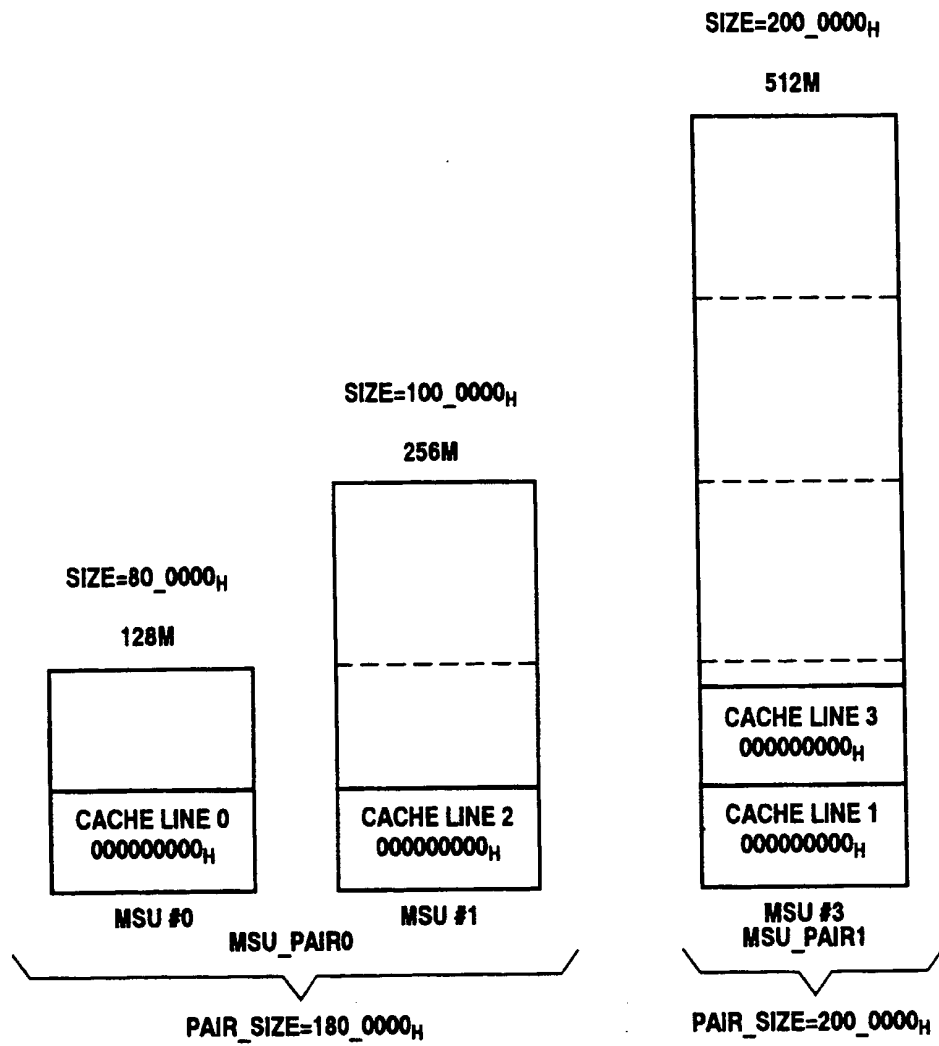 SIZE=200_0000H
512M
SIZE=100_0000H
256M
SIZE=80_0000H
128M
CACHE LINE 3
000000000H
CACHE LINE 0
000000000H
CACHE LINE 2
000000000H
CACHE LINE 1
000000000H
MSU #0
MSU #1
MSU #3
MSU_PAIR0
MSU_PAIR1
PAIR_SIZE=180_0000H
PAIR_SIZE=200_0000H